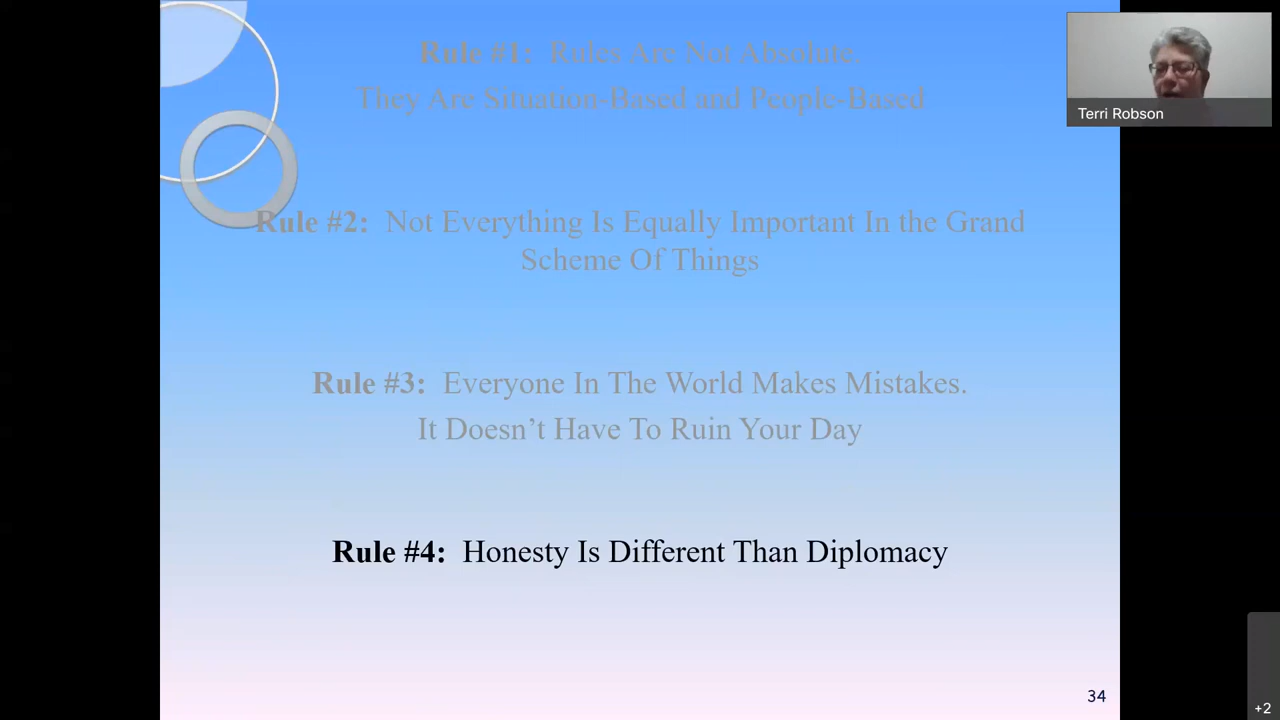 Rule #1: Rules Are Not Absolute.
They Are Situation-Based and People-Based
Terri Robson
Rule #2: Not Everything Is Equally Important In the Grand
Scheme Of Things
Rule #3: Everyone In The World Makes Mistakes.
It Doesn’t Have To Ruin Your Day
Rule #4: Honesty Is Different Than Diplomacy
34
+2